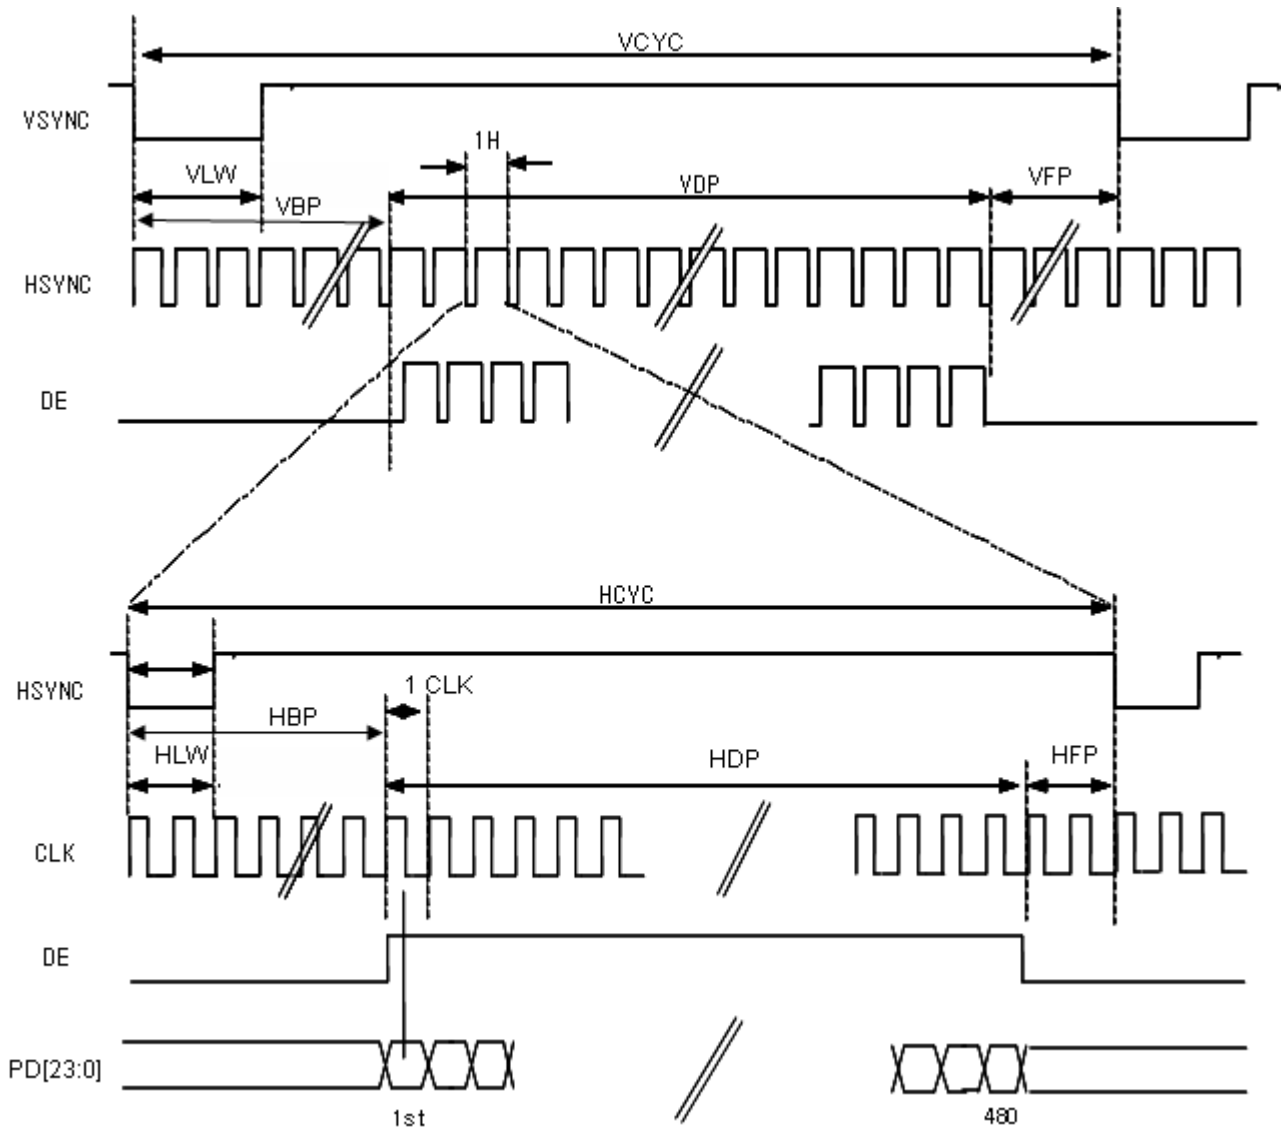 VCYC
VSYNC
1H
VLW
VDP
VFP
VBP
HSYNC
DE
HCYC
HSYNC
1 CLK
HBP
HLW
HDP
HFP
CLK
DE
PD[23:0]
1st
480